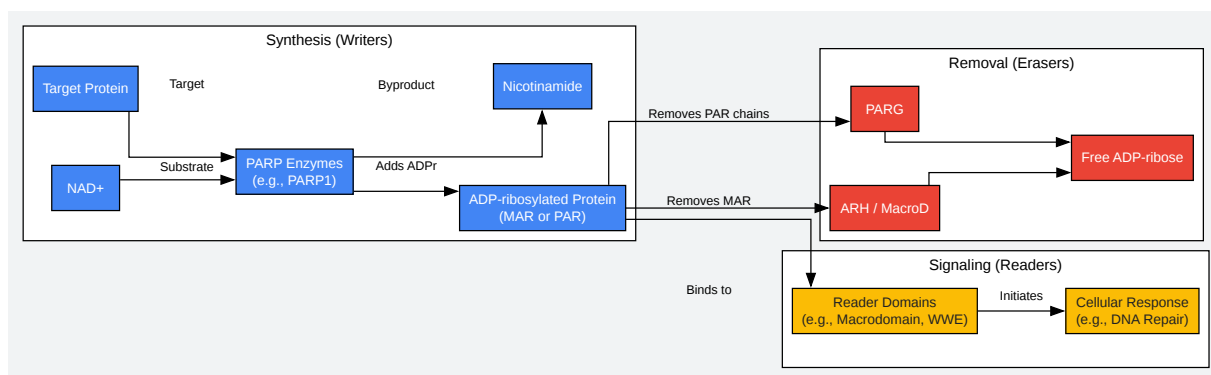 Synthesis (Writers)
Target Protein
Target
Byproduct
Nicotinamide
NAD+
Substrate
PARP Enzymes
(e.g., PARP1)
Adds ADPr
ADP-ribosylated Protein
(MAR or PAR)
Removes PAR chains
Removes MAR
Binds to
Removal (Erasers)
PARG
ARH / MacroD
Free ADP-ribose
Signaling (Readers)
Reader Domains
(e.g., Macrodomain, WWE)
Initiates
Cellular Response
(e.g., DNA Repair)